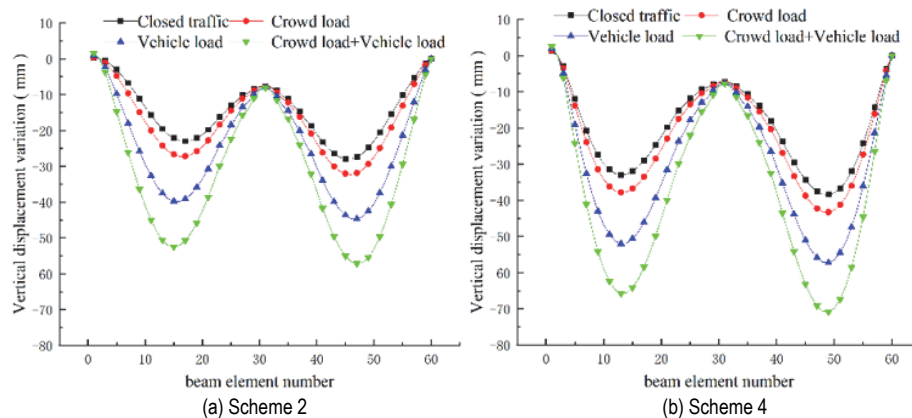 Closed traffic
Crowd load
Vehicle load
Crowd load+Vehicle load
Vertical displacement variation ( mm )
10
0
-10
-20
-30
-40
-50
-60
-70
-80
0
10
20
30
40
50
60
beam element number
(a) Scheme 2
Closed traffic
Crowd load
Vehicle load
Crowd load+Vehicle load
Vertical displacement variation ( mm )
10
0
-10
-20
-30
-40
-50
-60
-70
-80
0
10
20
30
40
50
60
beam element number
(b) Scheme 4